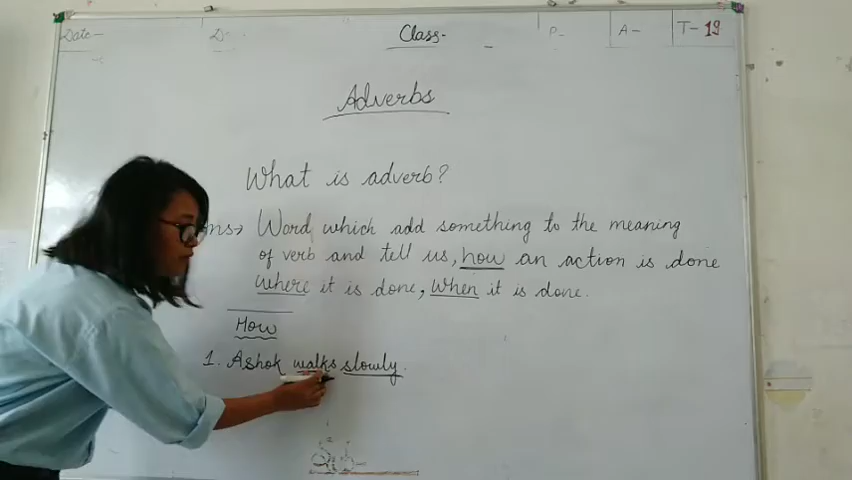 Date- D- Class- P- A- T- 19
Adverbs
What is adverb?
Ans→ Word which add something to the meaning
of verb and tell us, how an action is done
where it is done, when it is done.
How
1. Ashok walks slowly.